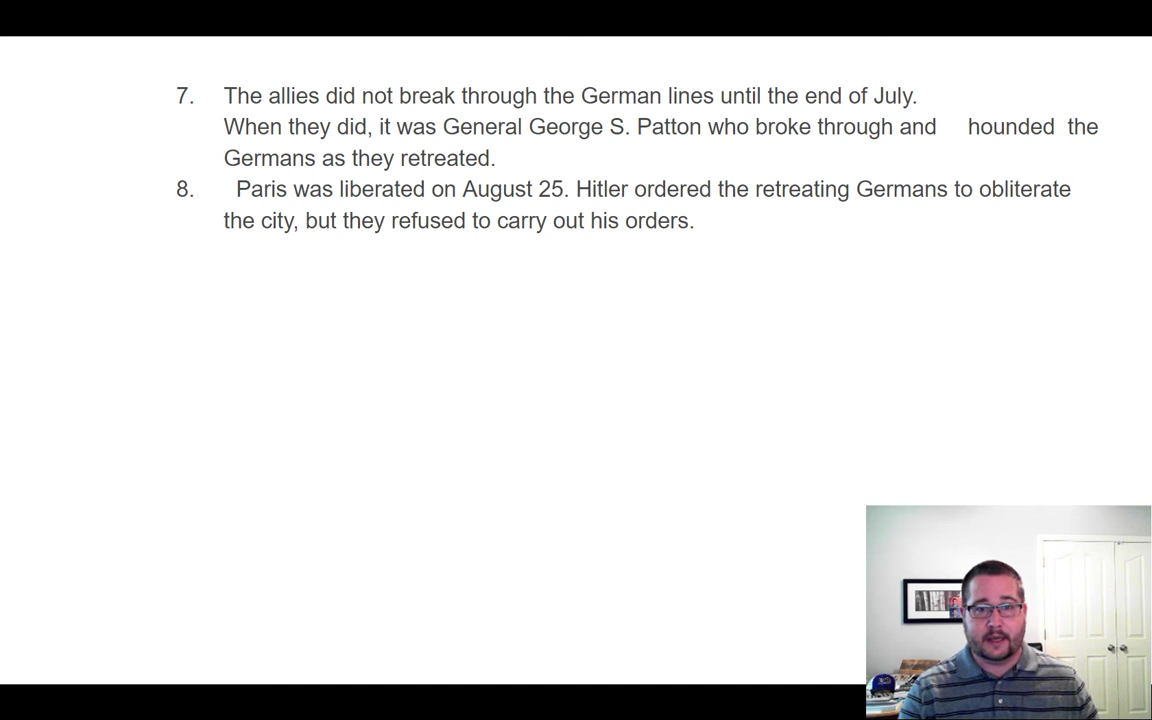 7. The allies did not break through the German lines until the end of July.
When they did, it was General George S. Patton who broke through and hounded the
Germans as they retreated.
8. Paris was liberated on August 25. Hitler ordered the retreating Germans to obliterate
the city, but they refused to carry out his orders.